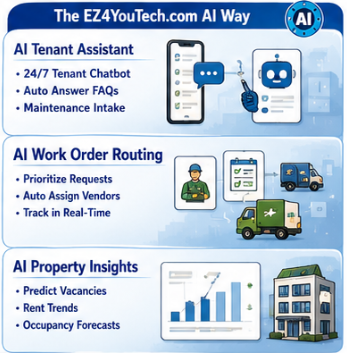 The EZ4YouTech.com AI Way
AI
AI Tenant Assistant
• 24/7 Tenant Chatbot
• Auto Answer FAQs
• Maintenance Intake
AI Work Order Routing
• Prioritize Requests
• Auto Assign Vendors
• Track in Real-Time
AI Property Insights
• Predict Vacancies
• Rent Trends
• Occupancy Forecasts